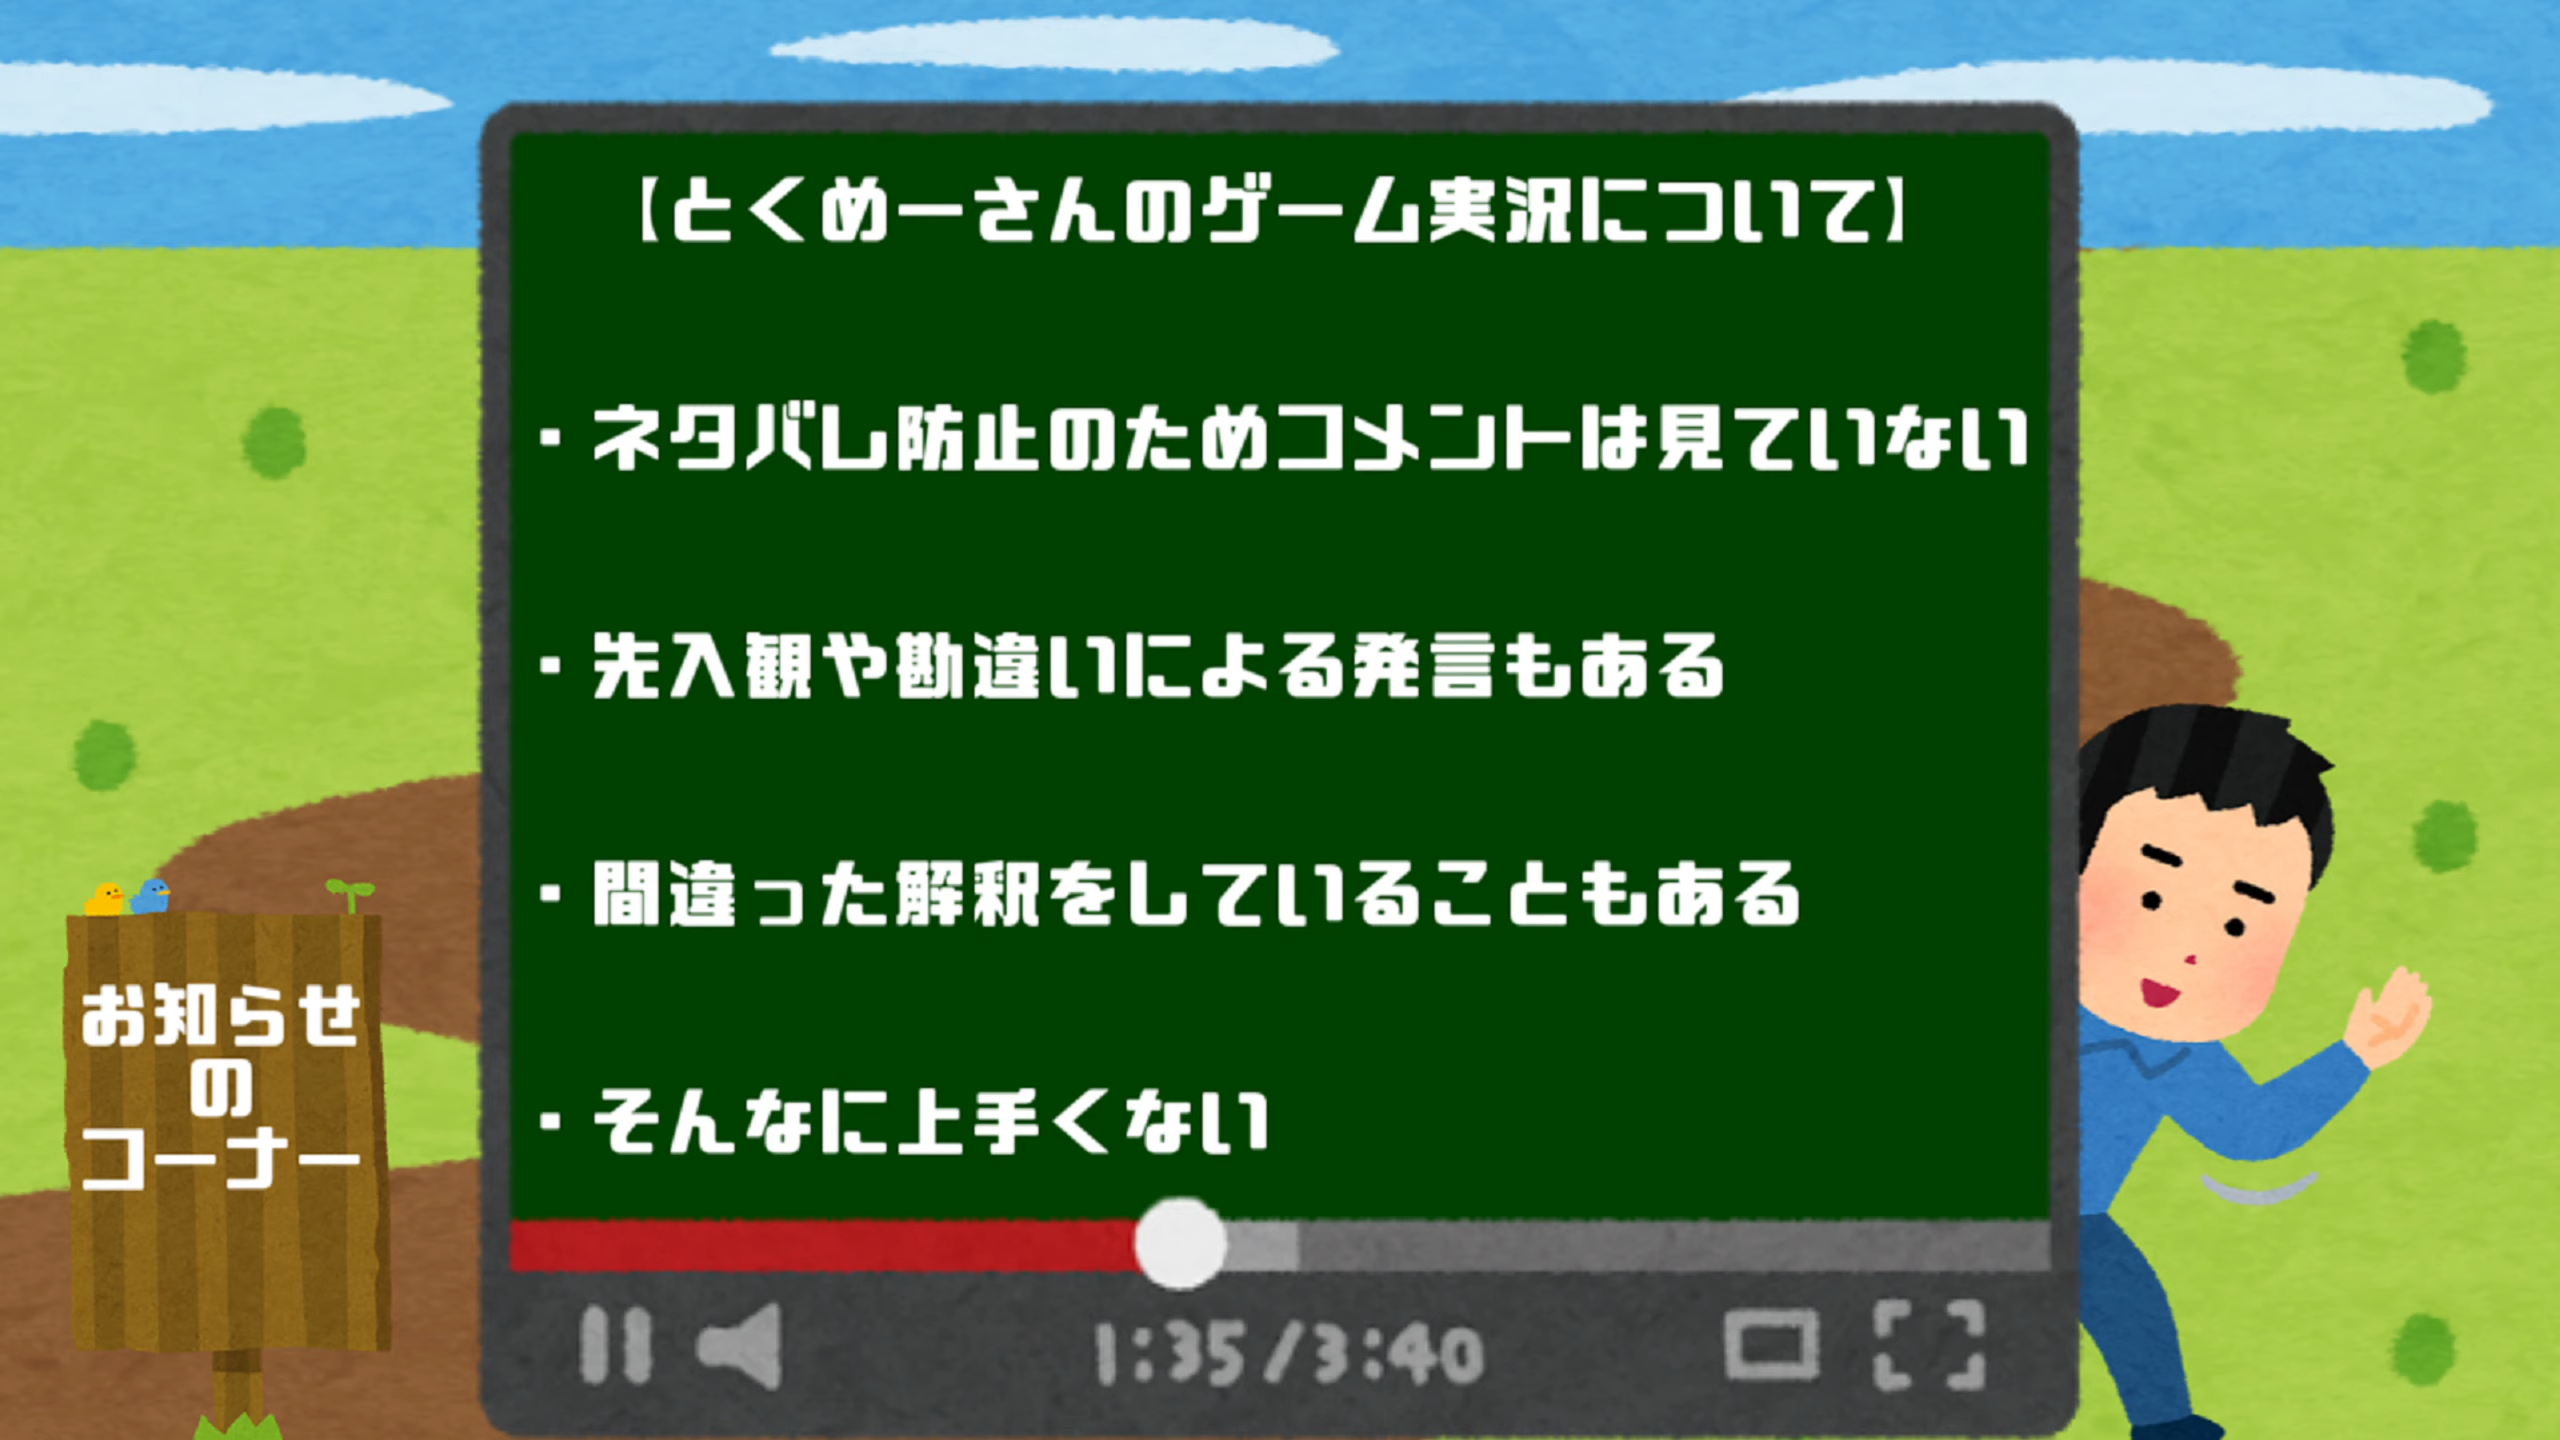 【とくめーさんのゲーム実況について】
・ネタバレ防止のためコメントは見ていない
・先入観や勘違いによる発言もある
・間違った解釈をしていることもある
・そんなに上手くない
1:35/3:40
お知らせ
の
コーナー